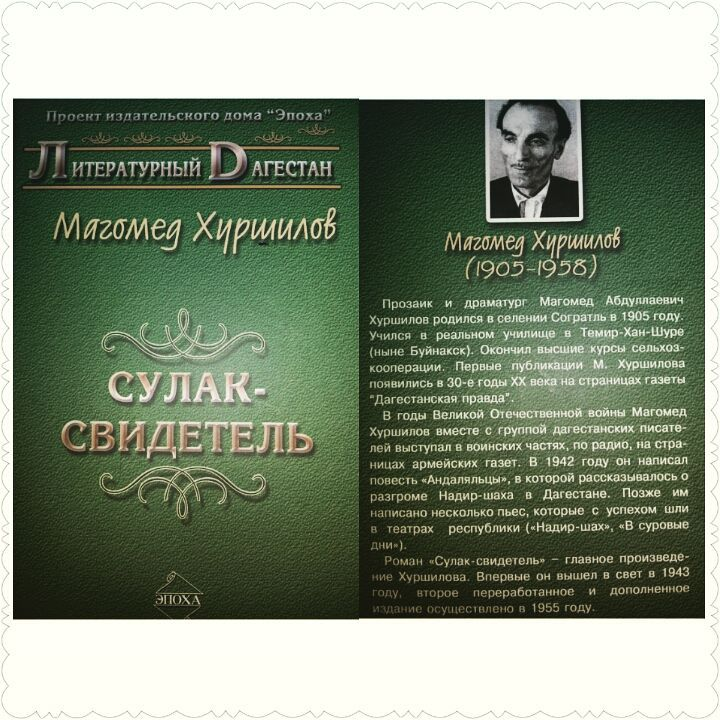 Проект издательского дома "Эпоха"
Литературный Dагестан
Магомед Хуршилов
СУЛАК-
СВИДЕТЕЛЬ
ЭПОХА
Магомед Хуршилов
(1905-1958)
Прозаик и драматург Магомед Абдуллаевич
Хуршилов родился в селении Согратль в 1905 году.
Учился в реальном училище в Темир-Хан-Шуре
(ныне Буйнакск). Окончил высшие курсы сельхоз-
кооперации. Первые публикации М. Хуршилова
появились в 30-е годы XX века на страницах газеты
"Дагестанская правда".
В годы Великой Отечественной войны Магомед
Хуршилов вместе с группой дагестанских писате-
лей выступал в воинских частях, по радио, на стра-
ницах армейских газет. В 1942 году он написал
повесть «Андаляльцы», в которой рассказывалось о
разгроме Надир-шаха в Дагестане. Позже им
написано несколько пьес, которые с успехом шли
в театрах республики («Надир-шах», «В суровые
дни»).
Роман «Сулак-свидетель» – главное произведе-
ние Хуршилова. Впервые он вышел в свет в 1943
году, второе переработанное и дополненное
издание осуществлено в 1955 году.